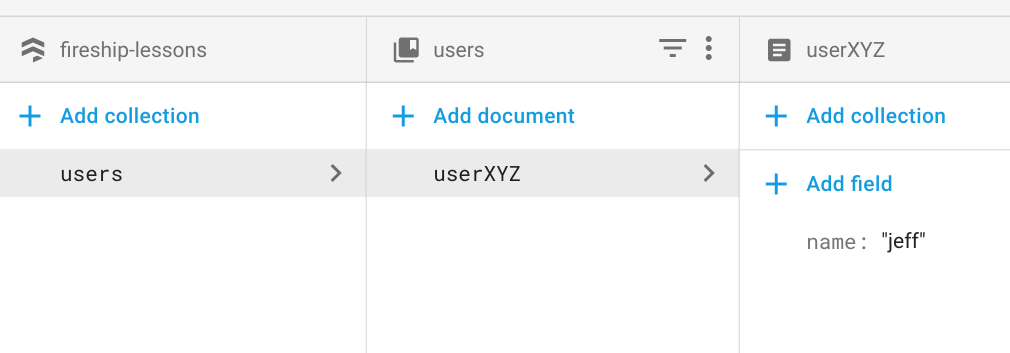 fireship-lessons
users
userXYZ
Add collection
Add document
Add collection
users
userXYZ
Add field
name: "jeff"